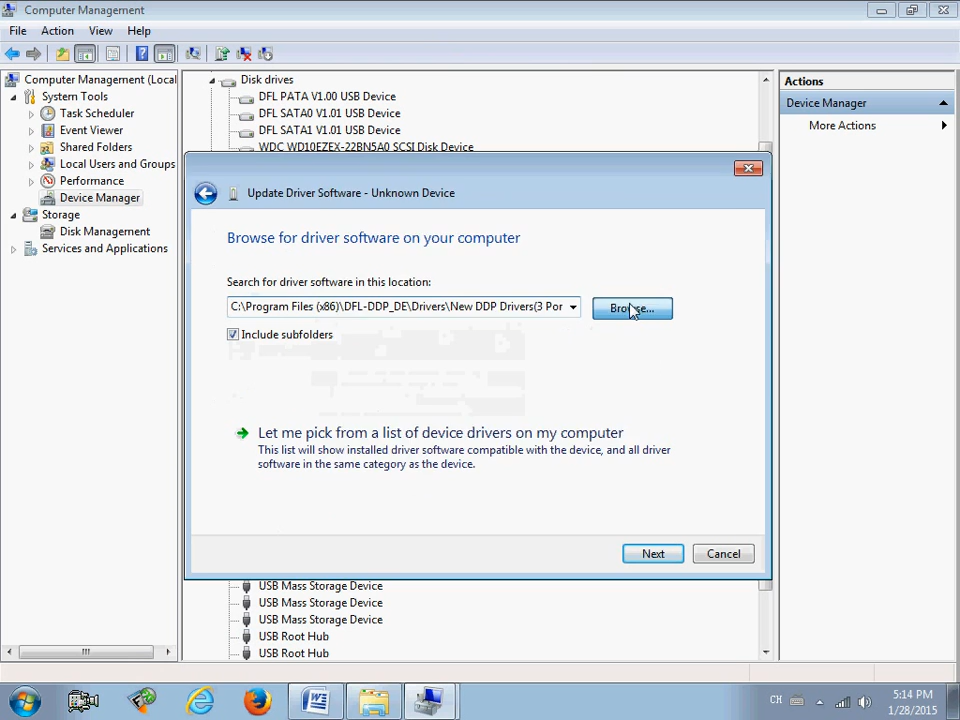 Computer Management
File Action View Help
Computer Management (Local
System Tools
Task Scheduler
Event Viewer
Shared Folders
Local Users and Groups
Performance
Device Manager
Storage
Disk Management
Services and Applications
Disk drives
DFL PATA V1.00 USB Device
DFL SATA0 V1.01 USB Device
DFL SATA1 V1.01 USB Device
WDC WD10EZEX-22BN5A0 SCSI Disk Device
Update Driver Software - Unknown Device
Browse for driver software on your computer
Search for driver software in this location:
C:\Program Files (x86)\DFL-DDP_DE\Drivers\New DDP Drivers(3 Por
Browse...
Include subfolders
Let me pick from a list of device drivers on my computer
This list will show installed driver software compatible with the device, and all driver
software in the same category as the device.
Next Cancel
USB Mass Storage Device
USB Mass Storage Device
USB Mass Storage Device
USB Root Hub
USB Root Hub
Actions
Device Manager
More Actions
CH
5:14 PM
1/28/2015